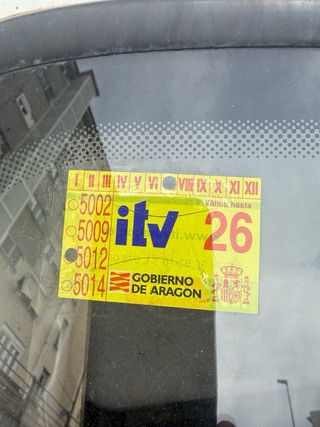 I II III IV V VI VIII IX X XI XII
5002
5009
5012
5014
itv
Válido hasta
26
GOBIERNO
DE ARAGON